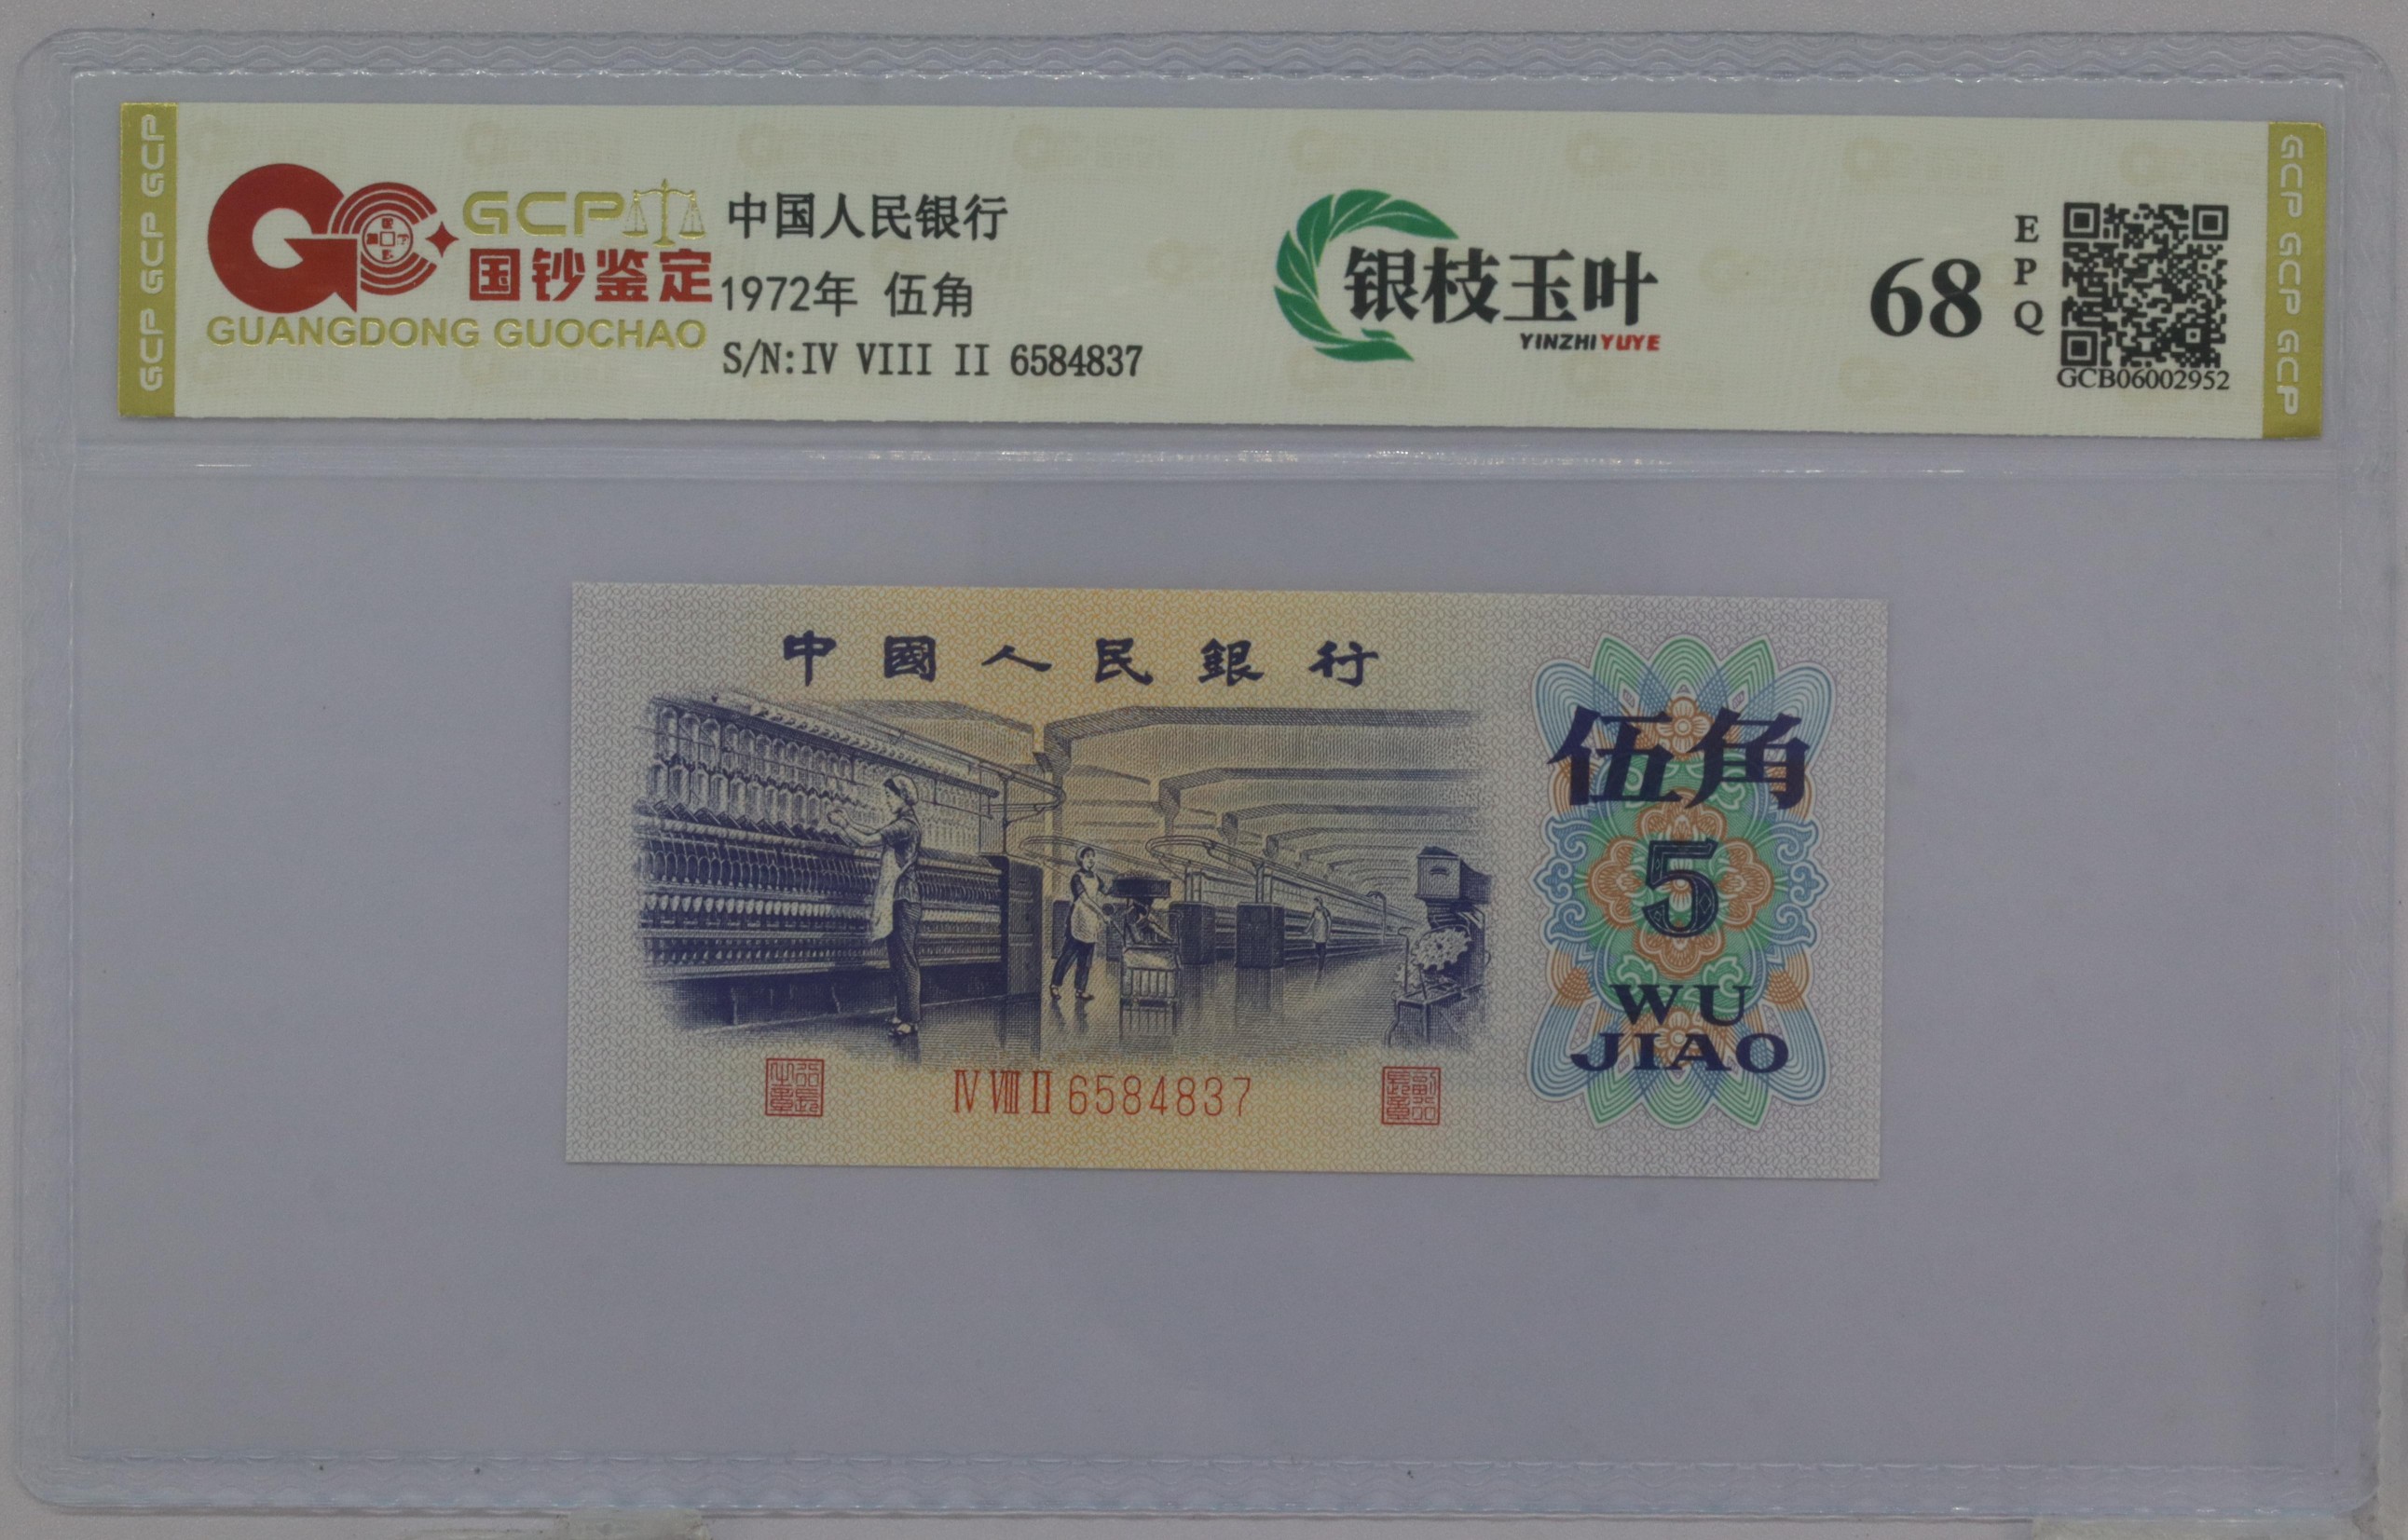 GCP GCP GCP
GCP
国钞鉴定
GUANGDONG GUOCHAO
中国人民银行
1972年 伍角
S/N:IV VIII II 6584837
银枝玉叶
YINZHIYUYE
68
EPQ
GCB06002952
GCP GCP GCP
中國人民銀行
伍角
5
WU
JIAO
Ⅳ Ⅷ Ⅱ 6584837